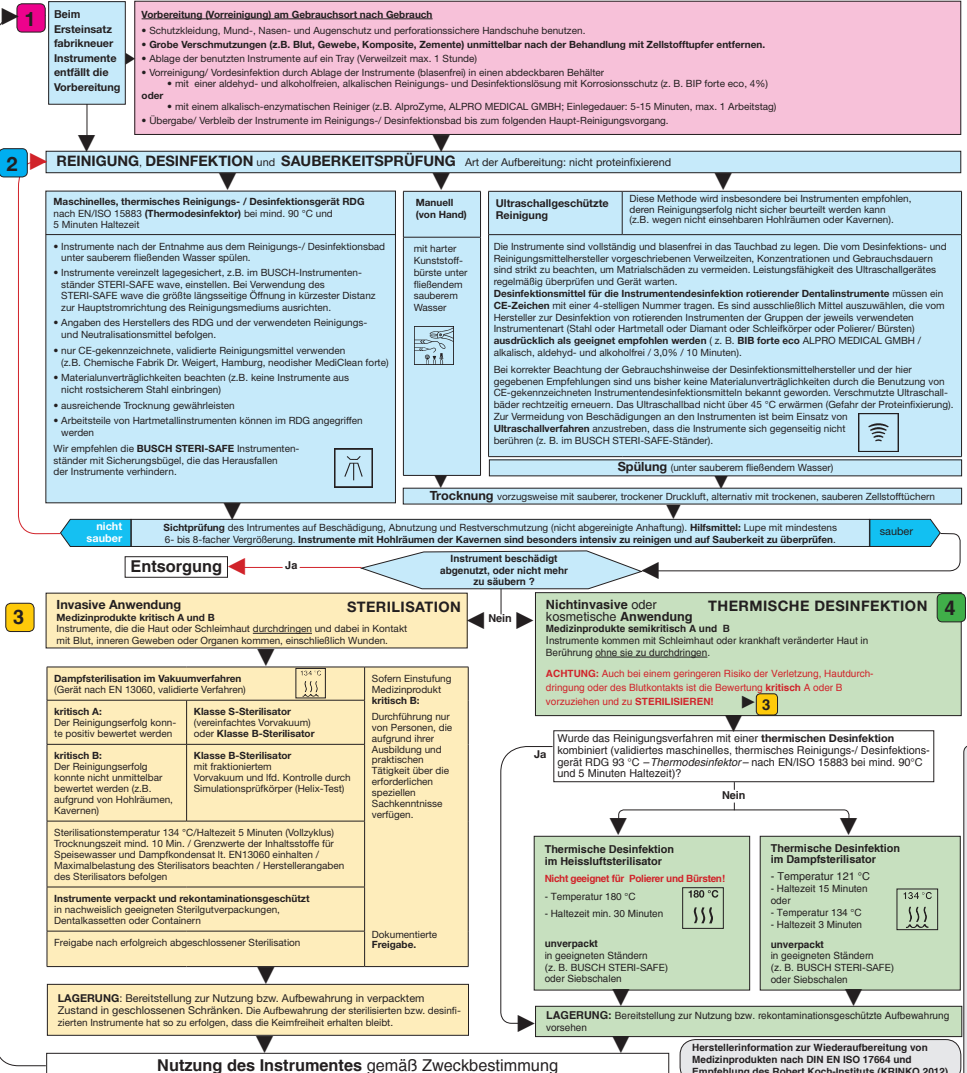 1
Beim
Ersteinsatz
fabrikneuer
Instrumente
entfällt die
Vorbereitung
Vorbereitung (Vorreinigung) am Gebrauchsort nach Gebrauch
• Schutzkleidung, Mund-, Nasen- und Augenschutz und perforationssichere Handschuhe benutzen.
• Grobe Verschmutzungen (z.B. Blut, Gewebe, Komposite, Zemente) unmittelbar nach der Behandlung mit Zellstofftupfer entfernen.
• Ablage der benutzten Instrumente auf ein Tray (Verweilzeit max. 1 Stunde)
• Vorreinigung/ Vordesinfektion durch Ablage der Instrumente (blasenfrei) in einen abdeckbaren Behälter
• mit einer aldehyd- und alkoholfreien, alkalischen Reinigungs- und Desinfektionslösung mit Korrosionsschutz (z. B. BIP forte eco, 4%)
oder
• mit einem alkalisch-enzymatischen Reiniger (z.B. AlproZyme, ALPRO MEDICAL GMBH; Einlegedauer: 5-15 Minuten, max. 1 Arbeitstag)
• Übergabe/ Verbleib der Instrumente im Reinigungs-/ Desinfektionsbad bis zum folgenden Haupt-Reinigungsvorgang.
2
REINIGUNG, DESINFEKTION und SAUBERKEITSPRÜFUNG Art der Aufbereitung: nicht proteinfixierend
Maschinelles, thermisches Reinigungs- / Desinfektionsgerät RDG
nach EN/ISO 15883 (Thermodesinfektor) bei mind. 90 °C und
5 Minuten Haltezeit
• Instrumente nach der Entnahme aus dem Reinigungs-/ Desinfektionsbad
unter sauberem fließenden Wasser spülen.
• Instrumente vereinzelt lagegesichert, z.B. im BUSCH-Instrumenten-
ständer STERI-SAFE wave, einstellen. Bei Verwendung des
STERI-SAFE wave die größte längsseitige Öffnung in kürzester Distanz
zur Hauptstromrichtung des Reinigungsmediums ausrichten.
• Angaben des Herstellers des RDG und der verwendeten Reinigungs-
und Neutralisationsmittel befolgen.
• nur CE-gekennzeichnete, validierte Reinigungsmittel verwenden
(z.B. Chemische Fabrik Dr. Weigert, Hamburg, neodisher MediClean forte)
• Materialunverträglichkeiten beachten (z.B. keine Instrumente aus
nicht rostsicherem Stahl einbringen)
• ausreichende Trocknung gewährleisten
• Arbeitsteile von Hartmetallinstrumenten können im RDG angegriffen
werden
Wir empfehlen die BUSCH STERI-SAFE Instrumenten-
ständer mit Sicherungsbügel, die das Herausfallen
der Instrumente verhindern.
Manuell
(von Hand)
mit harter
Kunststoff-
bürste unter
fließendem
sauberem
Wasser
Ultraschallgeschützte
Reinigung
Diese Methode wird insbesondere bei Instrumenten empfohlen,
deren Reinigungserfolg nicht sicher beurteilt werden kann
(z.B. wegen nicht einsehbaren Hohlräumen oder Kavernen).
Die Instrumente sind vollständig und blasenfrei in das Tauchbad zu legen. Die vom Desinfektions- und
Reinigungsmittelhersteller vorgeschriebenen Verweilzeiten, Konzentrationen und Gebrauchsdauern
sind strikt zu beachten, um Matrialschäden zu vermeiden. Leistungsfähigkeit des Ultraschallgerätes
regelmäßig überprüfen und Gerät warten.
Desinfektionsmittel für die Instrumentendesinfektion rotierender Dentalinstrumente müssen ein
CE-Zeichen mit einer 4-stelligen Nummer tragen. Es sind ausschließlich Mittel auszuwählen, die vom
Hersteller zur Desinfektion von rotierenden Instrumenten der Gruppen der jeweils verwendeten
Instrumentenart (Stahl oder Hartmetall oder Diamant oder Schleifkörper oder Polierer/ Bürsten)
ausdrücklich als geeignet empfohlen werden ( z. B. BIB forte eco ALPRO MEDICAL GMBH /
alkalisch, aldehyd- und alkoholfrei / 3,0% / 10 Minuten).
Bei korrekter Beachtung der Gebrauchshinweise der Desinfektionsmittelhersteller und der hier
gegebenen Empfehlungen sind uns bisher keine Materialunverträglichkeiten durch die Benutzung von
CE-gekennzeichneten Instrumentendesinfektionsmitteln bekannt geworden. Verschmutzte Ultraschall-
bäder rechtzeitig erneuern. Das Ultraschallbad nicht über 45 °C erwärmen (Gefahr der Proteinfixierung).
Zur Vermeidung von Beschädigungen an den Instrumenten ist beim Einsatz von
Ultraschallverfahren anzustreben, dass die Instrumente sich gegenseitig nicht
berühren (z. B. im BUSCH STERI-SAFE-Ständer).
Spülung (unter sauberem fließendem Wasser)
Trocknung vorzugsweise mit sauberer, trockener Druckluft, alternativ mit trockenen, sauberen Zellstofftüchern
nicht
sauber
Sichtprüfung des Intrumentes auf Beschädigung, Abnutzung und Restverschmutzung (nicht abgereinigte Anhaftung). Hilfsmittel: Lupe mit mindestens
6- bis 8-facher Vergrößerung. Instrumente mit Hohlräumen der Kavernen sind besonders intensiv zu reinigen und auf Sauberkeit zu überprüfen.
sauber
Entsorgung
Ja
Instrument beschädigt
abgenutzt, oder nicht mehr
zu säubern ?
Nein
3
Invasive Anwendung STERILISATION
Medizinprodukte kritisch A und B
Instrumente, die die Haut oder Schleimhaut durchdringen und dabei in Kontakt
mit Blut, inneren Geweben oder Organen kommen, einschließlich Wunden.
Dampfsterilisation im Vakuumverfahren
(Gerät nach EN 13060, validierte Verfahren)
134 °C
kritisch A:
Der Reinigungserfolg konn-
te positiv bewertet werden
Klasse S-Sterilisator
(vereinfachtes Vorvakuum)
oder Klasse B-Sterilisator
kritisch B:
Der Reinigungserfolg
konnte nicht unmittelbar
bewertet werden (z.B.
aufgrund von Hohlräumen,
Kavernen)
Klasse B-Sterilisator
mit fraktioniertem
Vorvakuum und lfd. Kontrolle durch
Simulationsprüfkörper (Helix-Test)
Sterilisationstemperatur 134 °C/Haltezeit 5 Minuten (Vollzyklus)
Trocknungszeit mind. 10 Min. / Grenzwerte der Inhaltsstoffe für
Speisewasser und Dampfkondensat lt. EN13060 einhalten /
Maximalbelastung des Sterilisators beachten / Herstellerangaben
des Sterilisators befolgen
Instrumente verpackt und rekontaminationsgeschützt
in nachweislich geeigneten Sterilgutverpackungen,
Dentalkassetten oder Containern
Freigabe nach erfolgreich abgeschlossener Sterilisation
Sofern Einstufung
Medizinprodukt
kritisch B:
Durchführung nur
von Personen, die
aufgrund ihrer
Ausbildung und
praktischen
Tätigkeit über die
erforderlichen
speziellen
Sachkenntnisse
verfügen.
Dokumentierte
Freigabe.
LAGERUNG: Bereitstellung zur Nutzung bzw. Aufbewahrung in verpacktem
Zustand in geschlossenen Schränken. Die Aufbewahrung der sterilisierten bzw. desinfi-
zierten Instrumente hat so zu erfolgen, dass die Keimfreiheit erhalten bleibt.
4
Nichtinvasive oder THERMISCHE DESINFEKTION
kosmetische Anwendung
Medizinprodukte semikritisch A und B
Instrumente kommen mit Schleimhaut oder krankhaft veränderter Haut in
Berührung ohne sie zu durchdringen.
ACHTUNG: Auch bei einem geringeren Risiko der Verletzung, Hautdurch-
dringung oder des Blutkontakts ist die Bewertung kritisch A oder B
vorzuziehen und zu STERILISIEREN!
3
Ja
Wurde das Reinigungsverfahren mit einer thermischen Desinfektion
kombiniert (validiertes maschinelles, thermisches Reinigungs-/ Desinfektions-
gerät RDG 93 °C – Thermodesinfektor – nach EN/ISO 15883 bei mind. 90°C
und 5 Minuten Haltezeit)?
Nein
Thermische Desinfektion
im Heissluftsterilisator
Nicht geeignet für Polierer und Bürsten!
- Temperatur 180 °C
- Haltezeit min. 30 Minuten
180 °C
unverpackt
in geeigneten Ständern
(z. B. BUSCH STERI-SAFE)
oder Siebschalen
Thermische Desinfektion
im Dampfsterilisator
- Temperatur 121 °C
- Haltezeit 15 Minuten
oder
- Temperatur 134 °C
- Haltezeit 3 Minuten
134 °C
unverpackt
in geeigneten Ständern
(z. B. BUSCH STERI-SAFE)
oder Siebschalen
LAGERUNG: Bereitstellung zur Nutzung bzw. rekontaminationsgeschützte Aufbewahrung
vorsehen
Nutzung des Instrumentes gemäß Zweckbestimmung
Herstellerinformation zur Wiederaufbereitung von
Medizinprodukten nach DIN EN ISO 17664 und
Empfehlung des Robert Koch-Instituts (KRINKO 2012)